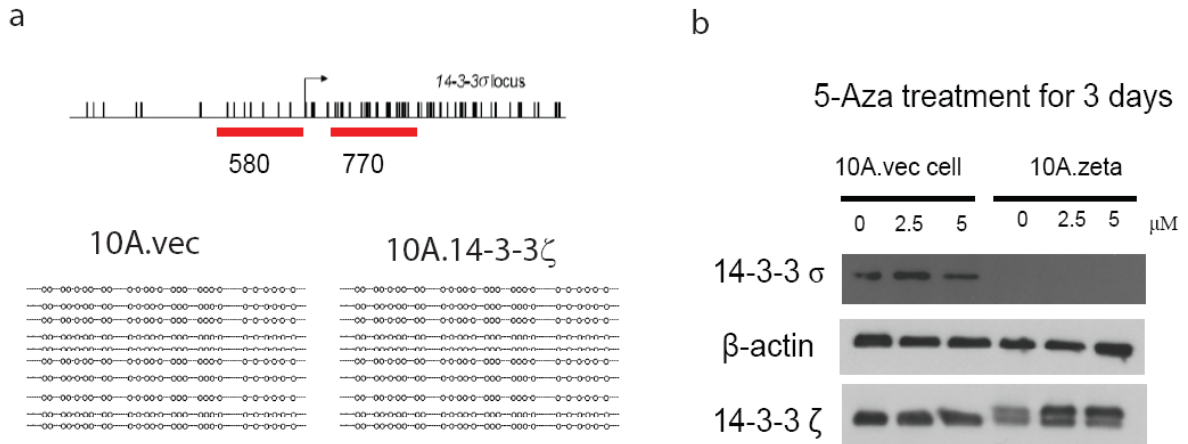 a
14-3-3σ locus
580 770
10A.vec 10A.14-3-3ζ
b
5-Aza treatment for 3 days
10A.vec cell 10A.zeta
0 2.5 5 0 2.5 5 μM
14-3-3 σ
β-actin
14-3-3 ζ